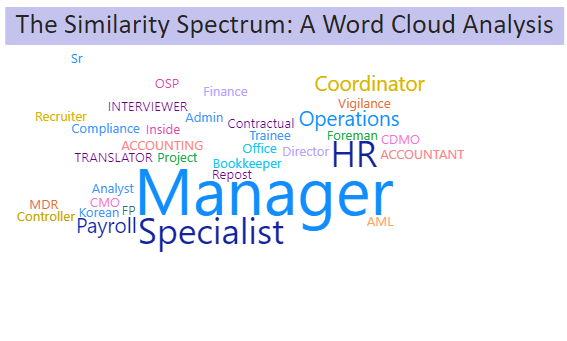 The Similarity Spectrum: A Word Cloud Analysis
Sr
OSP
Finance
Coordinator
INTERVIEWER
Vigilance
Recruiter
Admin
Operations
Compliance
Inside
Contractual
Trainee
Foreman
CDMO
ACCOUNTING
Office
Director
HR
ACCOUNTANT
TRANSLATOR
Project
Bookkeeper
Repost
Analyst
Manager
MDR
CMO
Controller
Korean
FP
AML
Payroll
Specialist